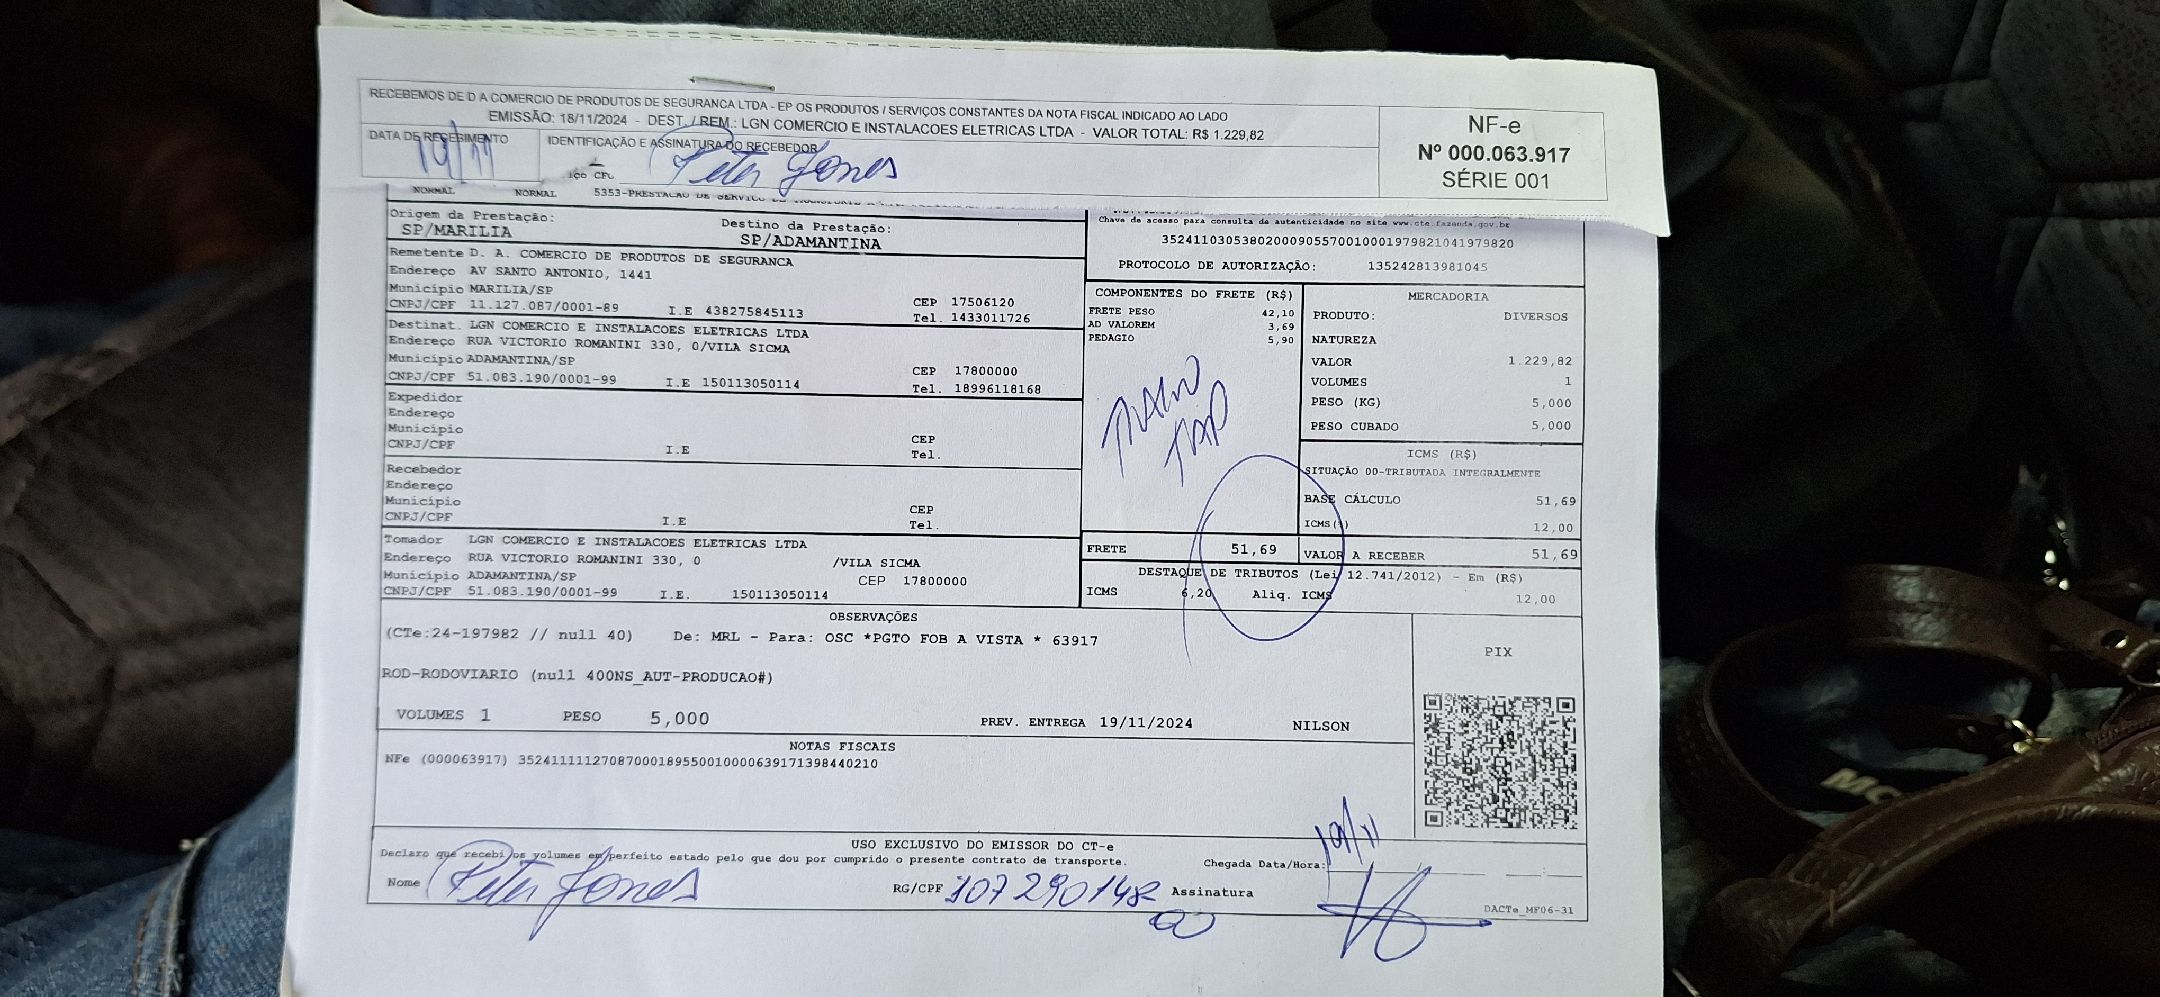 RECEBEMOS DE D A COMERCIO DE PRODUTOS DE SEGURANCA LTDA - EP OS PRODUTOS / SERVIÇOS CONSTANTES DA NOTA FISCAL INDICADO AO LADO
EMISSÃO: 18/11/2024 - DEST. / REM.: LGN COMERCIO E INSTALACOES ELETRICAS LTDA - VALOR TOTAL: R$ 1.229,82
DATA DE RECEBIMENTO
19/11
IDENTIFICAÇÃO E ASSINATURA DO RECEBEDOR
Peter Jones
NF-e
Nº 000.063.917
SÉRIE 001
NORMAL NORMAL 5353-PRESTACAO DE SERVICO DE
Origem da Prestação: Destino da Prestação:
SP/MARILIA SP/ADAMANTINA
Chave de acesso para consulta de autenticidade no site www.cte.fazenda.gov.br
35241103053802000905570010001979821041979820
PROTOCOLO DE AUTORIZAÇÃO: 135242813981045
Remetente D. A. COMERCIO DE PRODUTOS DE SEGURANCA
Endereço AV SANTO ANTONIO, 1441
Município MARILIA/SP CEP 17506120
CNPJ/CPF 11.127.087/0001-89 I.E 438275845113 Tel. 1433011726
Destinat. LGN COMERCIO E INSTALACOES ELETRICAS LTDA
Endereço RUA VICTORIO ROMANINI 330, 0/VILA SICMA
Município ADAMANTINA/SP CEP 17800000
CNPJ/CPF 51.083.190/0001-99 I.E 150113050114 Tel. 18996118168
Expedidor
Endereço
Município CEP
CNPJ/CPF I.E Tel.
Recebedor
Endereço
Município CEP
CNPJ/CPF I.E Tel.
Tomador LGN COMERCIO E INSTALACOES ELETRICAS LTDA
Endereço RUA VICTORIO ROMANINI 330, 0 /VILA SICMA
Município ADAMANTINA/SP CEP 17800000
CNPJ/CPF 51.083.190/0001-99 I.E. 150113050114
COMPONENTES DO FRETE (R$)
FRETE PESO 42,10
AD VALOREM 3,69
PEDAGIO 5,90
FRETE 51,69
MERCADORIA
PRODUTO: DIVERSOS
NATUREZA
VALOR 1.229,82
VOLUMES 1
PESO (KG) 5,000
PESO CUBADO 5,000
ICMS (R$)
SITUAÇÃO 00-TRIBUTADA INTEGRALMENTE
BASE CÁLCULO 51,69
ICMS(%) 12,00
VALOR A RECEBER 51,69
DESTAQUE DE TRIBUTOS (Lei 12.741/2012) - Em (R$)
ICMS 6,20 Aliq. ICMS 12,00
OBSERVAÇÕES
(CTe:24-197982 // null 40) De: MRL - Para: OSC *PGTO FOB A VISTA * 63917
ROD-RODOVIARIO (null 400NS_AUT-PRODUCAO#)
VOLUMES 1 PESO 5,000 PREV. ENTREGA 19/11/2024 NILSON
PIX
NOTAS FISCAIS
NFe (000063917) 35241111127087000189550010000639171398440210
USO EXCLUSIVO DO EMISSOR DO CT-e
Declaro que recebi os volumes em perfeito estado pelo que dou por cumprido o presente contrato de transporte.
Chegada Data/Hora: 19/11
Nome Peter Jones RG/CPF 107290148 Assinatura
00
DACTe_MF06-31